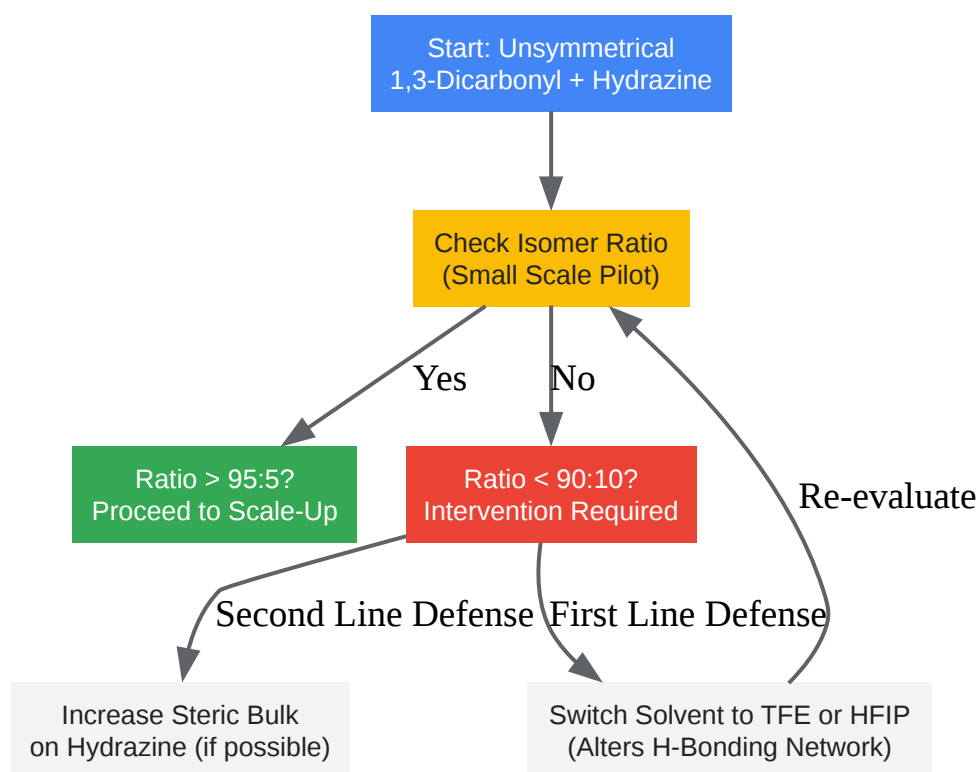 Start: Unsymmetrical
1,3-Dicarbonyl + Hydrazine
Check Isomer Ratio
(Small Scale Pilot)
Yes
No
Ratio > 95:5?
Proceed to Scale-Up
Ratio < 90:10?
Intervention Required
Re-evaluate
Second Line Defense
First Line Defense
Increase Steric Bulk
on Hydrazine (if possible)
Switch Solvent to TFE or HFIP
(Alters H-Bonding Network)